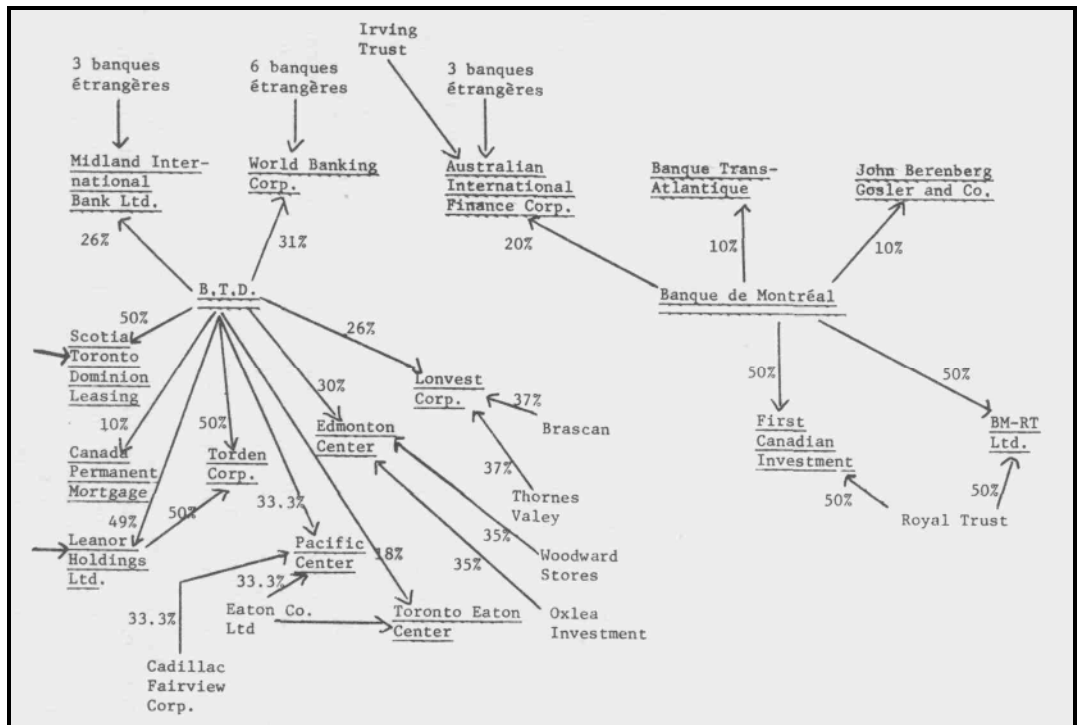 Irving
Trust
3 banques
étrangères
6 banques
étrangères
3 banques
étrangères
Midland Inter-
national
Bank Ltd.
World Banking
Corp.
Australian
International
Finance Corp.
Banque Trans-
Atlantique
John Berenberg
Gosler and Co.
26%
31%
20%
10%
10%
B.T.D.
Banque de Montréal
50%
Scotia
Toronto
Dominion
Leasing
26%
30%
Lonvest
Corp.
37%
Brascan
50%
50%
10%
50%
Edmonton
Center
First
Canadian
Investment
BM-RT
Ltd.
Canada
Permanent
Mortgage
Torden
Corp.
37%
Thornes
Valey
50%
50%
Royal Trust
33.3%
49%
50%
Leanor
Holdings
Ltd.
Pacific
Center
18%
35%
Woodward
Stores
35%
33.3%
33.3%
Eaton Co.
Ltd
Toronto Eaton
Center
Oxlea
Investment
Cadillac
Fairview
Corp.